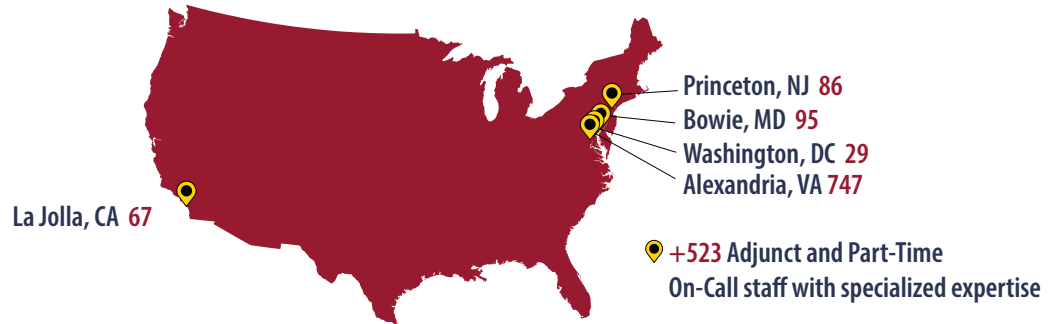 Princeton, NJ 86
Bowie, MD 95
Washington, DC 29
Alexandria, VA 747
La Jolla, CA 67
+523 Adjunct and Part-Time
On-Call staff with specialized expertise